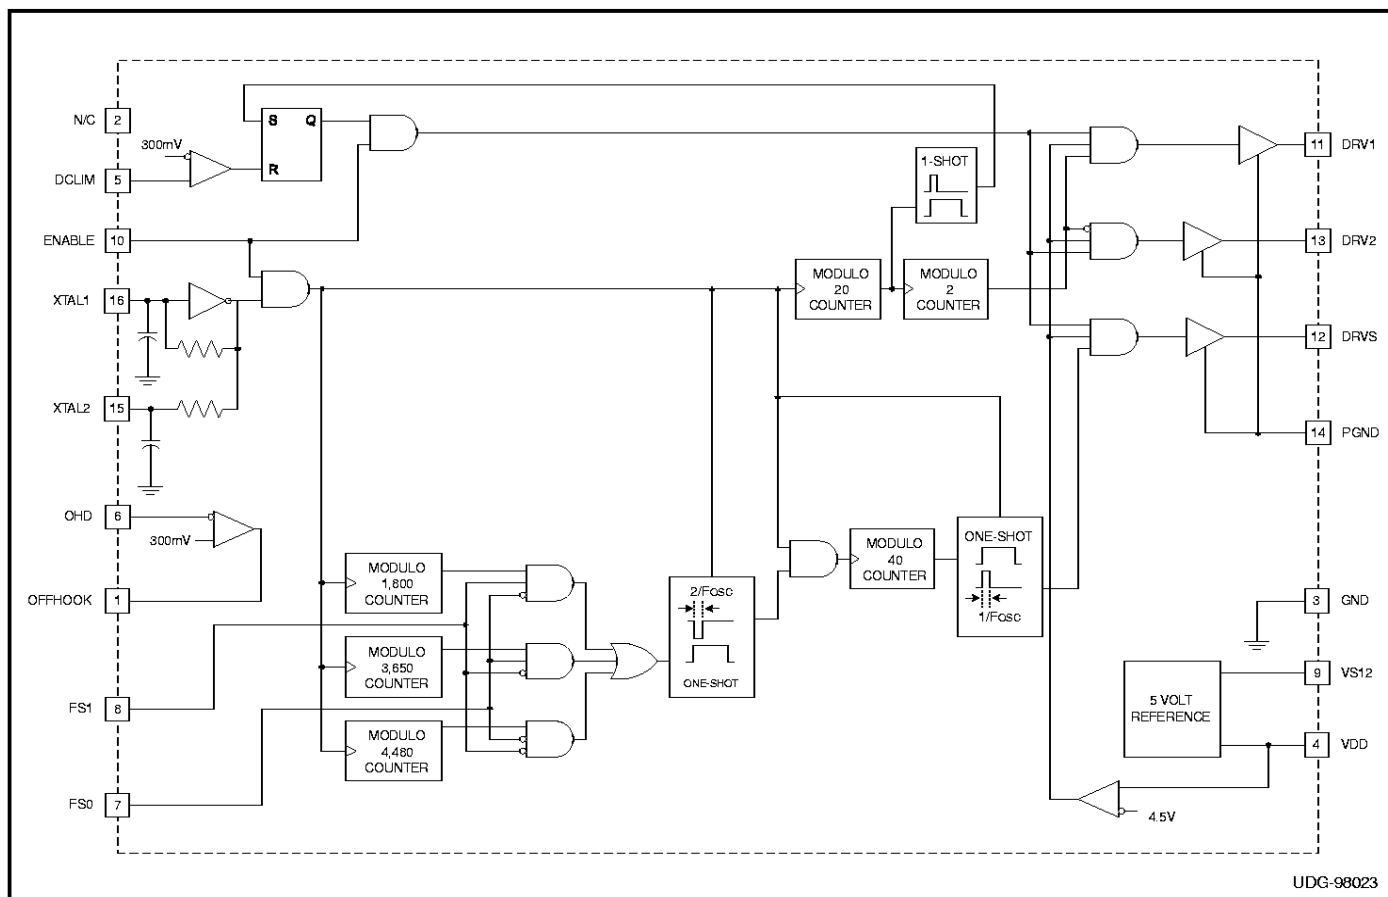 N/C
2
300mV
DCLIM
5
S Q
R
1-SHOT
11
DRV1
ENABLE
10
13
DRV2
XTAL1
16
MODULO
20
COUNTER
MODULO
2
COUNTER
12
DRVS
XTAL2
15
14
PGND
OHD
6
300mV
OFFHOOK
1
MODULO
1,800
COUNTER
MODULO
3,650
COUNTER
MODULO
4,480
COUNTER
2/Fosc
ONE-SHOT
MODULO
40
COUNTER
ONE-SHOT
1/Fosc
3
GND
FS1
8
9
VS12
5 VOLT
REFERENCE
4
VDD
FS0
7
4.5V
UDG-98023